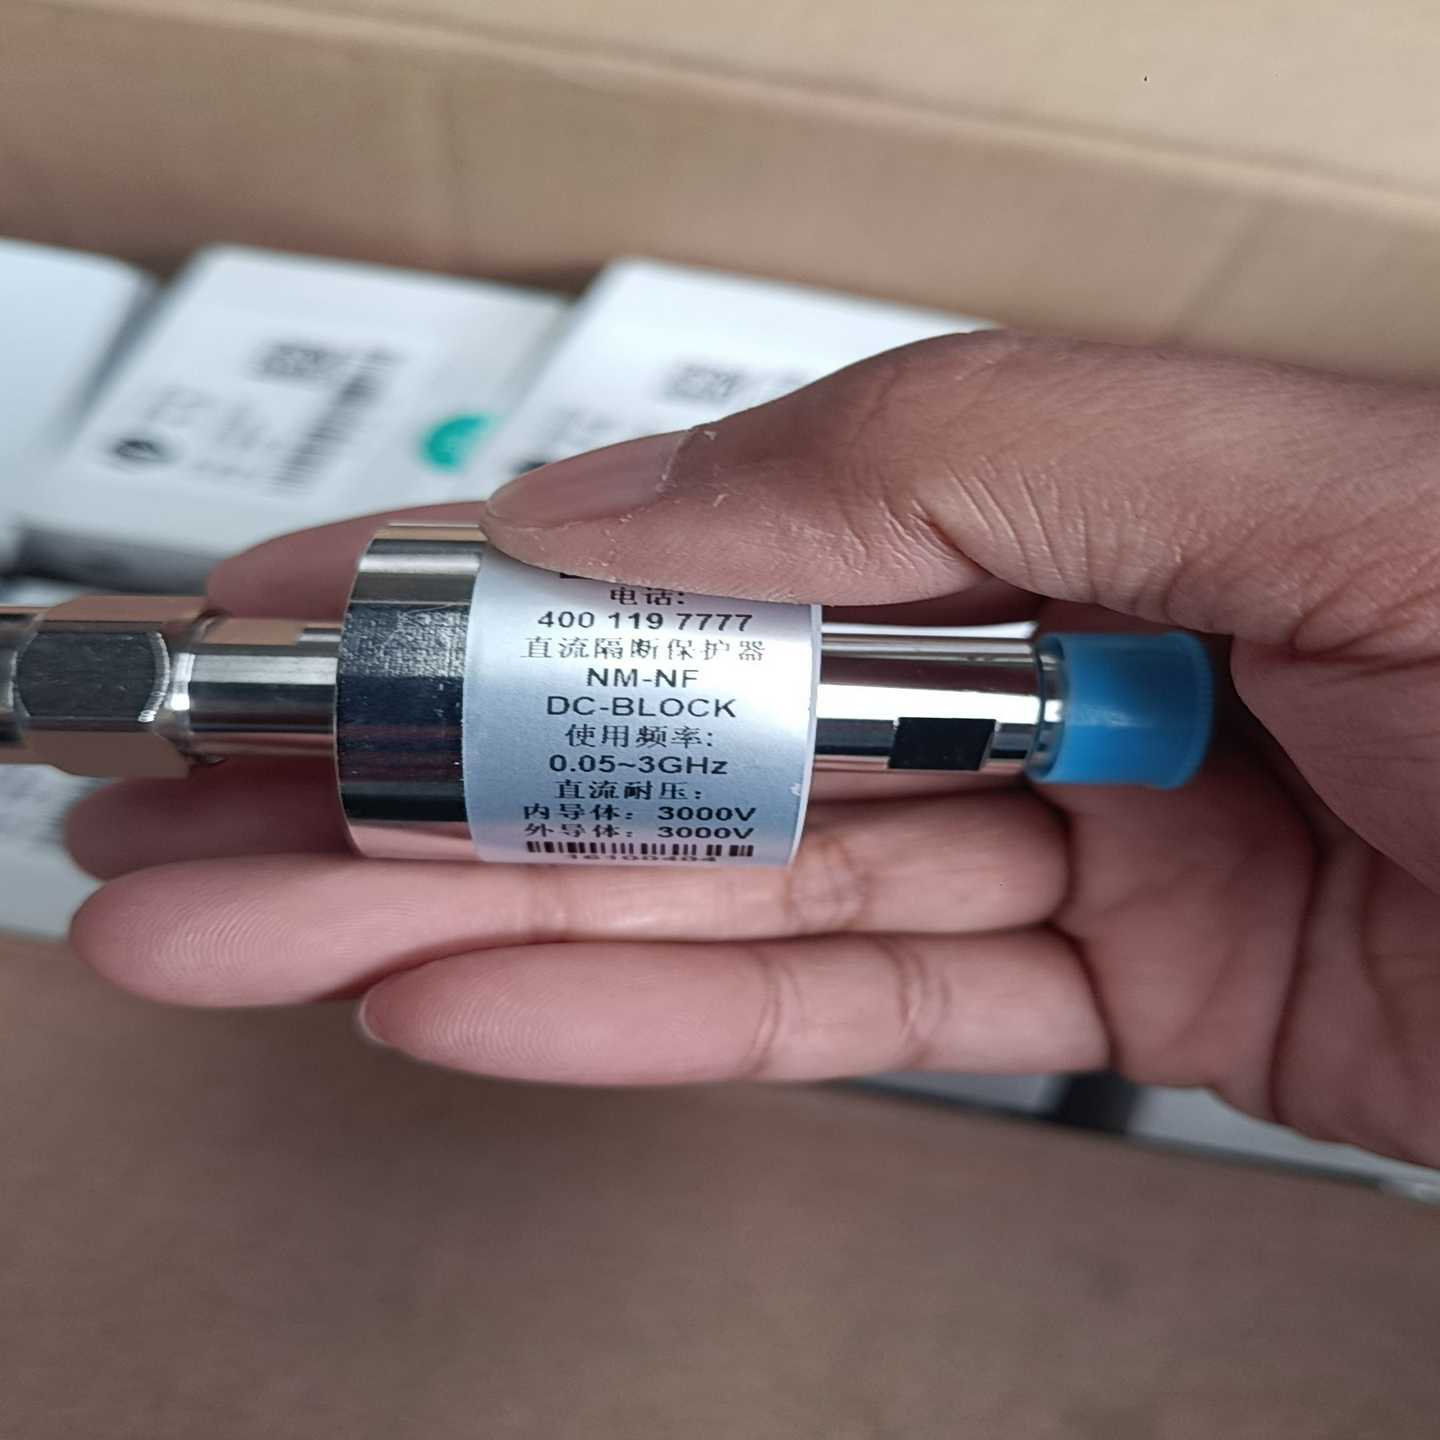 电话:
400 119 7777
直流隔断保护器
NM-NF
DC-BLOCK
使用频率:
0.05~3GHz
直流耐压:
内导体: 3000V
外导体: 3000V
16100404